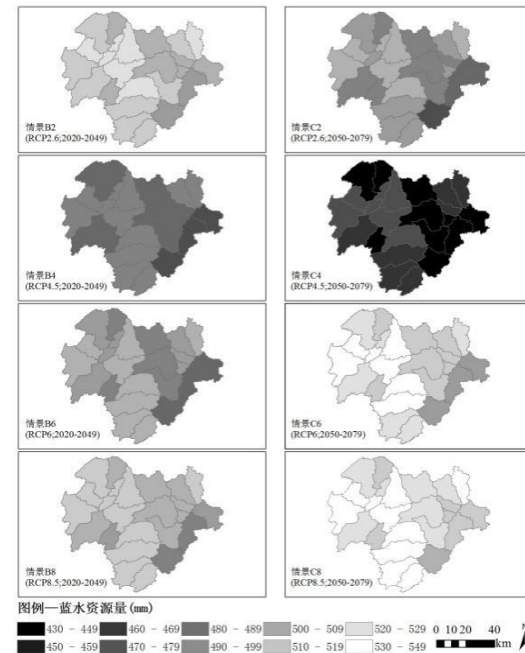 情景B2
(RCP2.6;2020-2049)
情景C2
(RCP2.6;2050-2079)
情景B4
(RCP4.5;2020-2049)
情景C4
(RCP4.5;2050-2079)
情景B6
(RCP6;2020-2049)
情景C6
(RCP6;2050-2079)
情景B8
(RCP8.5;2020-2049)
情景C8
(RCP8.5;2050-2079)
图例—蓝水资源量(mm)
430 - 449 460 - 469 480 - 489 500 - 509 520 - 529 0 10 20 40
450 - 459 470 - 479 490 - 499 510 - 519 530 - 549 km N